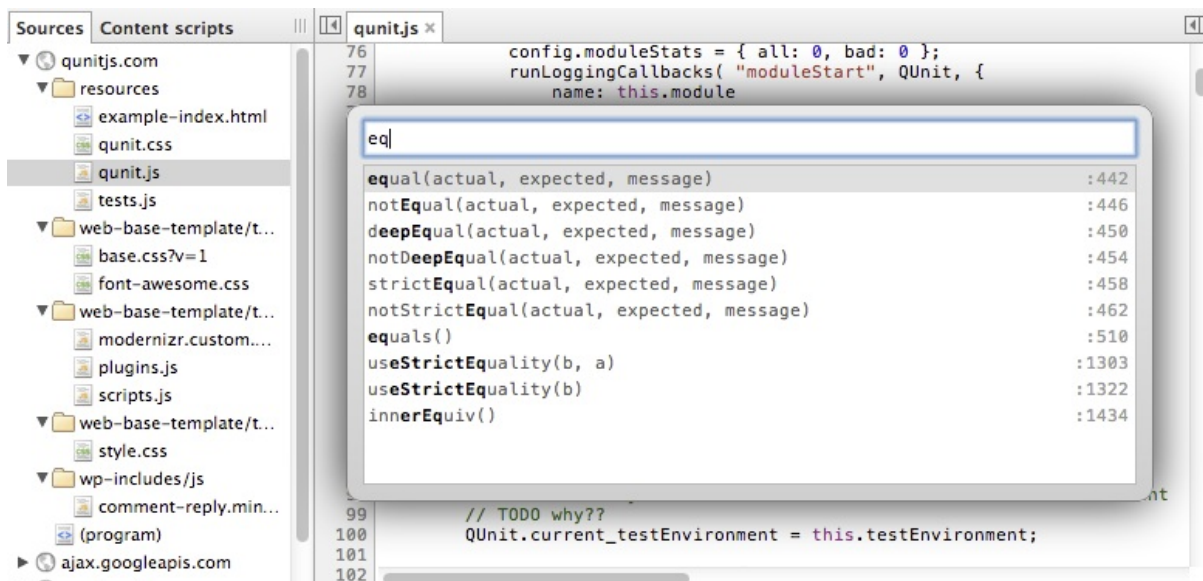 Sources Content scripts
qunitjs.com
resources
example-index.html
qunit.css
qunit.js
tests.js
web-base-template/t...
base.css?v=1
font-awesome.css
web-base-template/t...
modernizr.custom....
plugins.js
scripts.js
web-base-template/t...
style.css
wp-includes/js
comment-reply.min...
(program)
ajax.googleapis.com
qunit.js ×
76 config.moduleStats = { all: 0, bad: 0 };
77 runLoggingCallbacks( "moduleStart", QUnit, {
78 name: this.module
eq
equal(actual, expected, message) :442
notEqual(actual, expected, message) :446
deepEqual(actual, expected, message) :450
notDeepEqual(actual, expected, message) :454
strictEqual(actual, expected, message) :458
notStrictEqual(actual, expected, message) :462
equals() :510
useStrictEquality(b, a) :1303
useStrictEquality(b) :1322
innerEquiv() :1434
99 // TODO why??
100 QUnit.current_testEnvironment = this.testEnvironment;
101
102